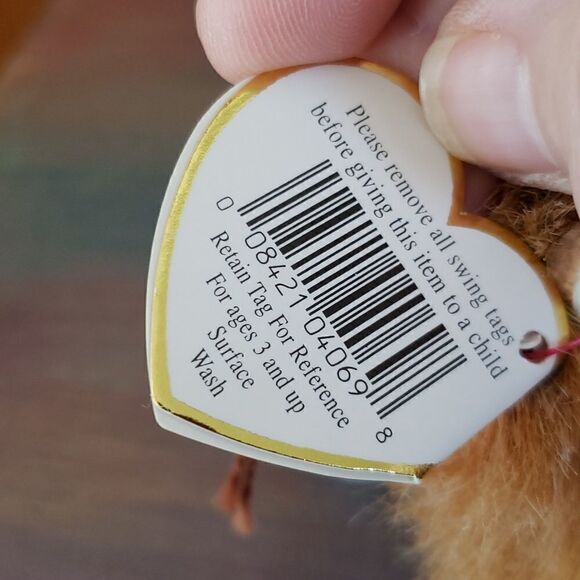 Please remove all swing tags
before giving this item to a child
0 08421 04069 8
Retain Tag For Reference
For ages 3 and up
Surface
Wash